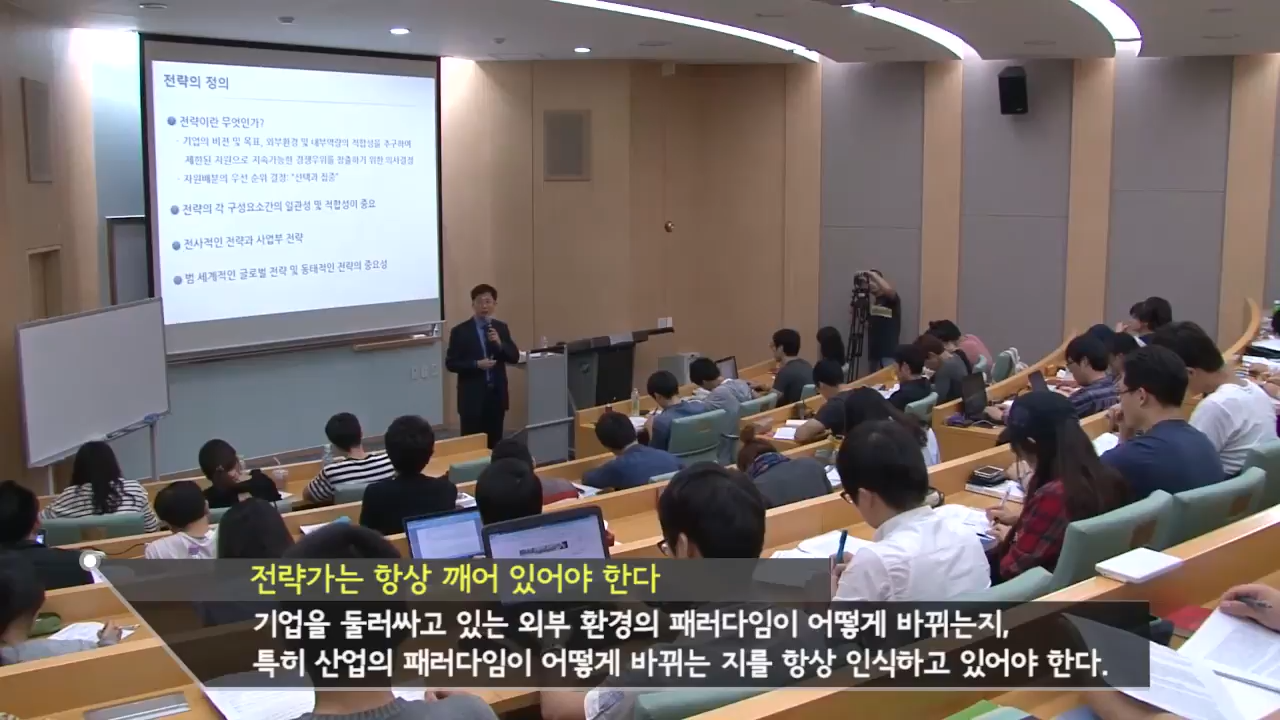 전략의 정의
전략이란 무엇인가?
- 기업의 비젼 및 목표, 외부환경 및 내부역량의 적합성을 추구하여
제한된 자원으로 지속가능한 경쟁우위를 창출하기 위한 의사결정
- 자원배분의 우선 순위 결정: "선택과 집중"
전략의 각 구성요소간의 일관성 및 적합성이 중요
전사적인 전략과 사업부 전략
범 세계적인 글로벌 전략 및 동태적인 전략의 중요성
전략가는 항상 깨어 있어야 한다
기업을 둘러싸고 있는 외부 환경의 패러다임이 어떻게 바뀌는지,
특히 산업의 패러다임이 어떻게 바뀌는 지를 항상 인식하고 있어야 한다.